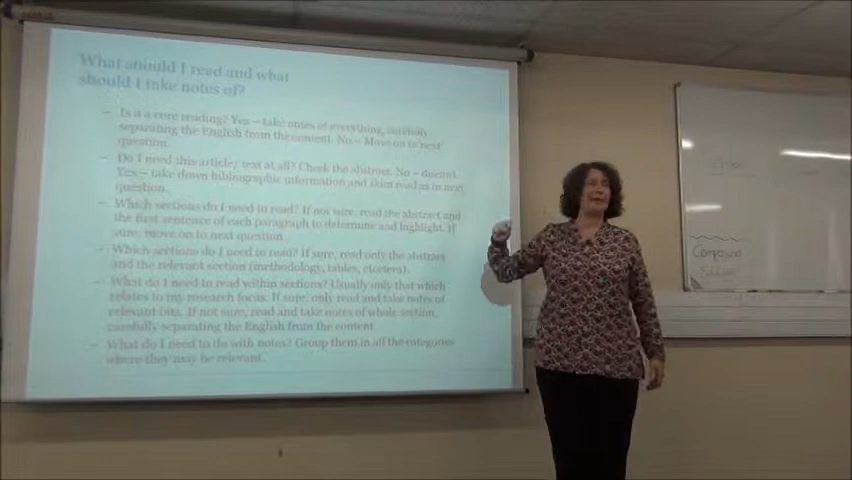 What should I read and what
should I take notes of?
– Is it a core reading? Yes – take notes of everything, carefully
separating the English from the content. No – Move on to next
question.
– Do I need this article/ text at all? Check the abstract. No – discard.
Yes – take down bibliographic information and skim read as in next
question.
– Which sections do I need to read? If not sure, read the abstract and
the first sentence of each paragraph to determine and highlight. If
sure, move on to next question.
– Which sections do I need to read? If sure, read only the abstract
and the relevant section (methodology, tables, etcetera).
– What do I need to read within sections? Usually only that which
relates to my research focus. If sure, only read and take notes of
relevant bits. If not sure, read and take notes of whole section,
carefully separating the English from the content.
– What do I need to do with notes? Group them in all the categories
where they may be relevant.